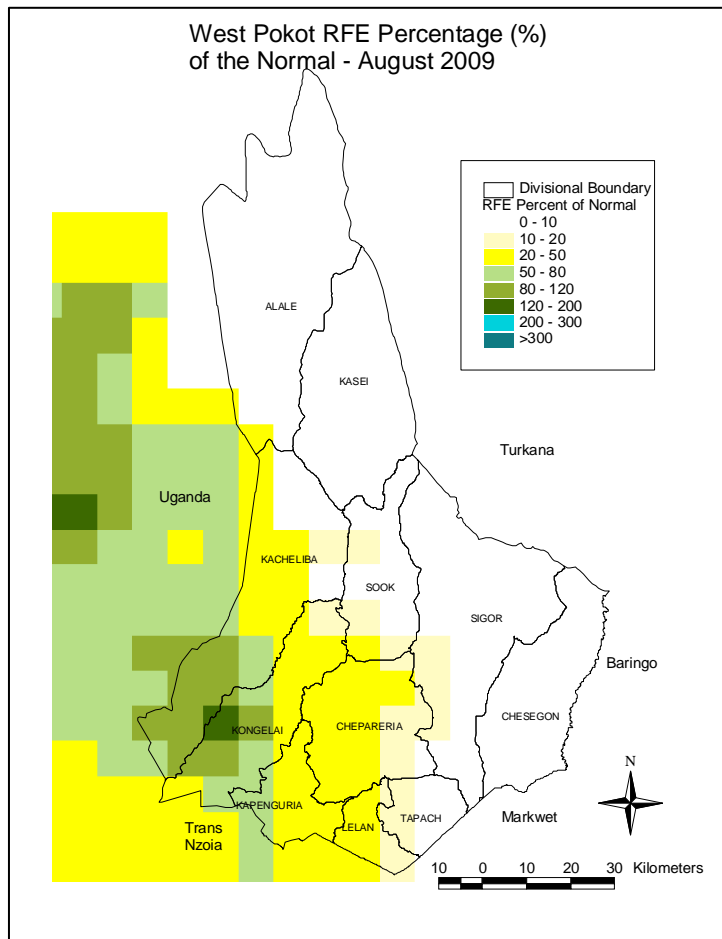 West Pokot RFE Percentage (%)
of the Normal - August 2009
Divisional Boundary
RFE Percent of Normal
0 - 10
10 - 20
20 - 50
50 - 80
80 - 120
120 - 200
200 - 300
>300
ALALE
KASEI
Turkana
Uganda
KACHELIBA
SOOK
SIGOR
Baringo
CHESEGON
CHEPARERIA
KONGELAI
KAPENGURIA
LELAN
TAPACH
Markwet
Trans
Nzoia
N
10 0 10 20 30 Kilometers